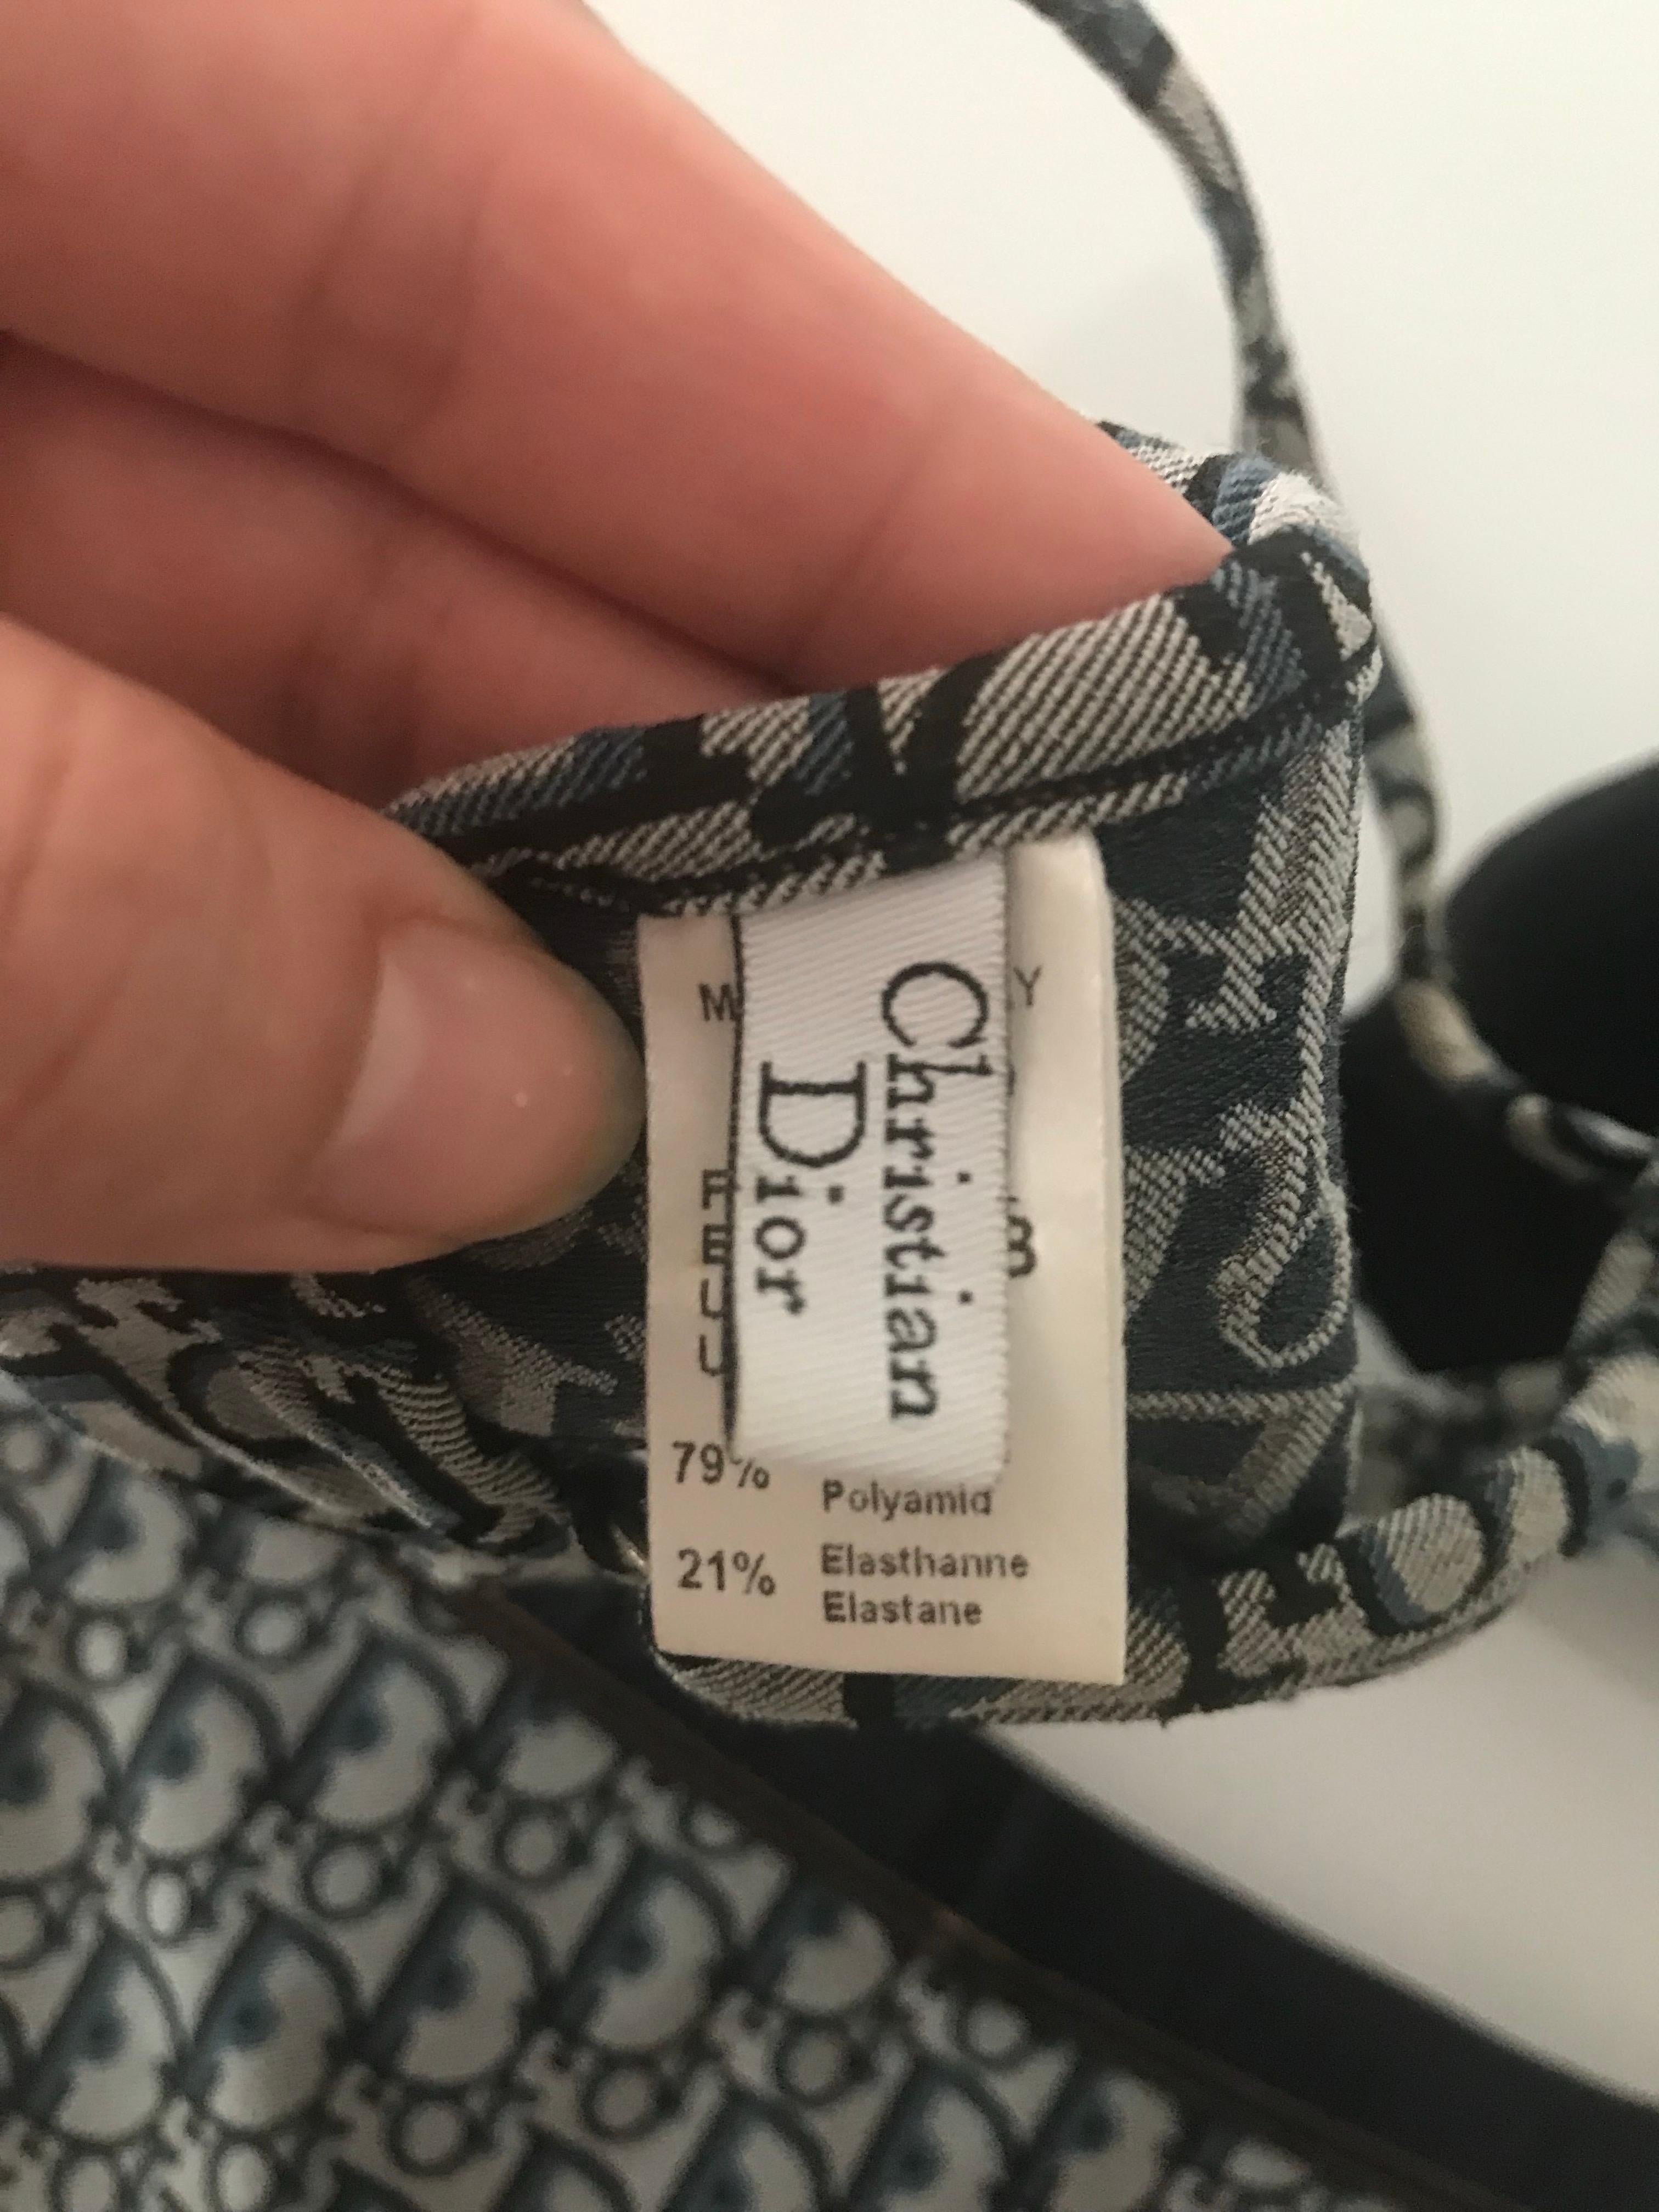 Christian
Dior
79%
Polyamid
21%
Elasthanne
Elastane